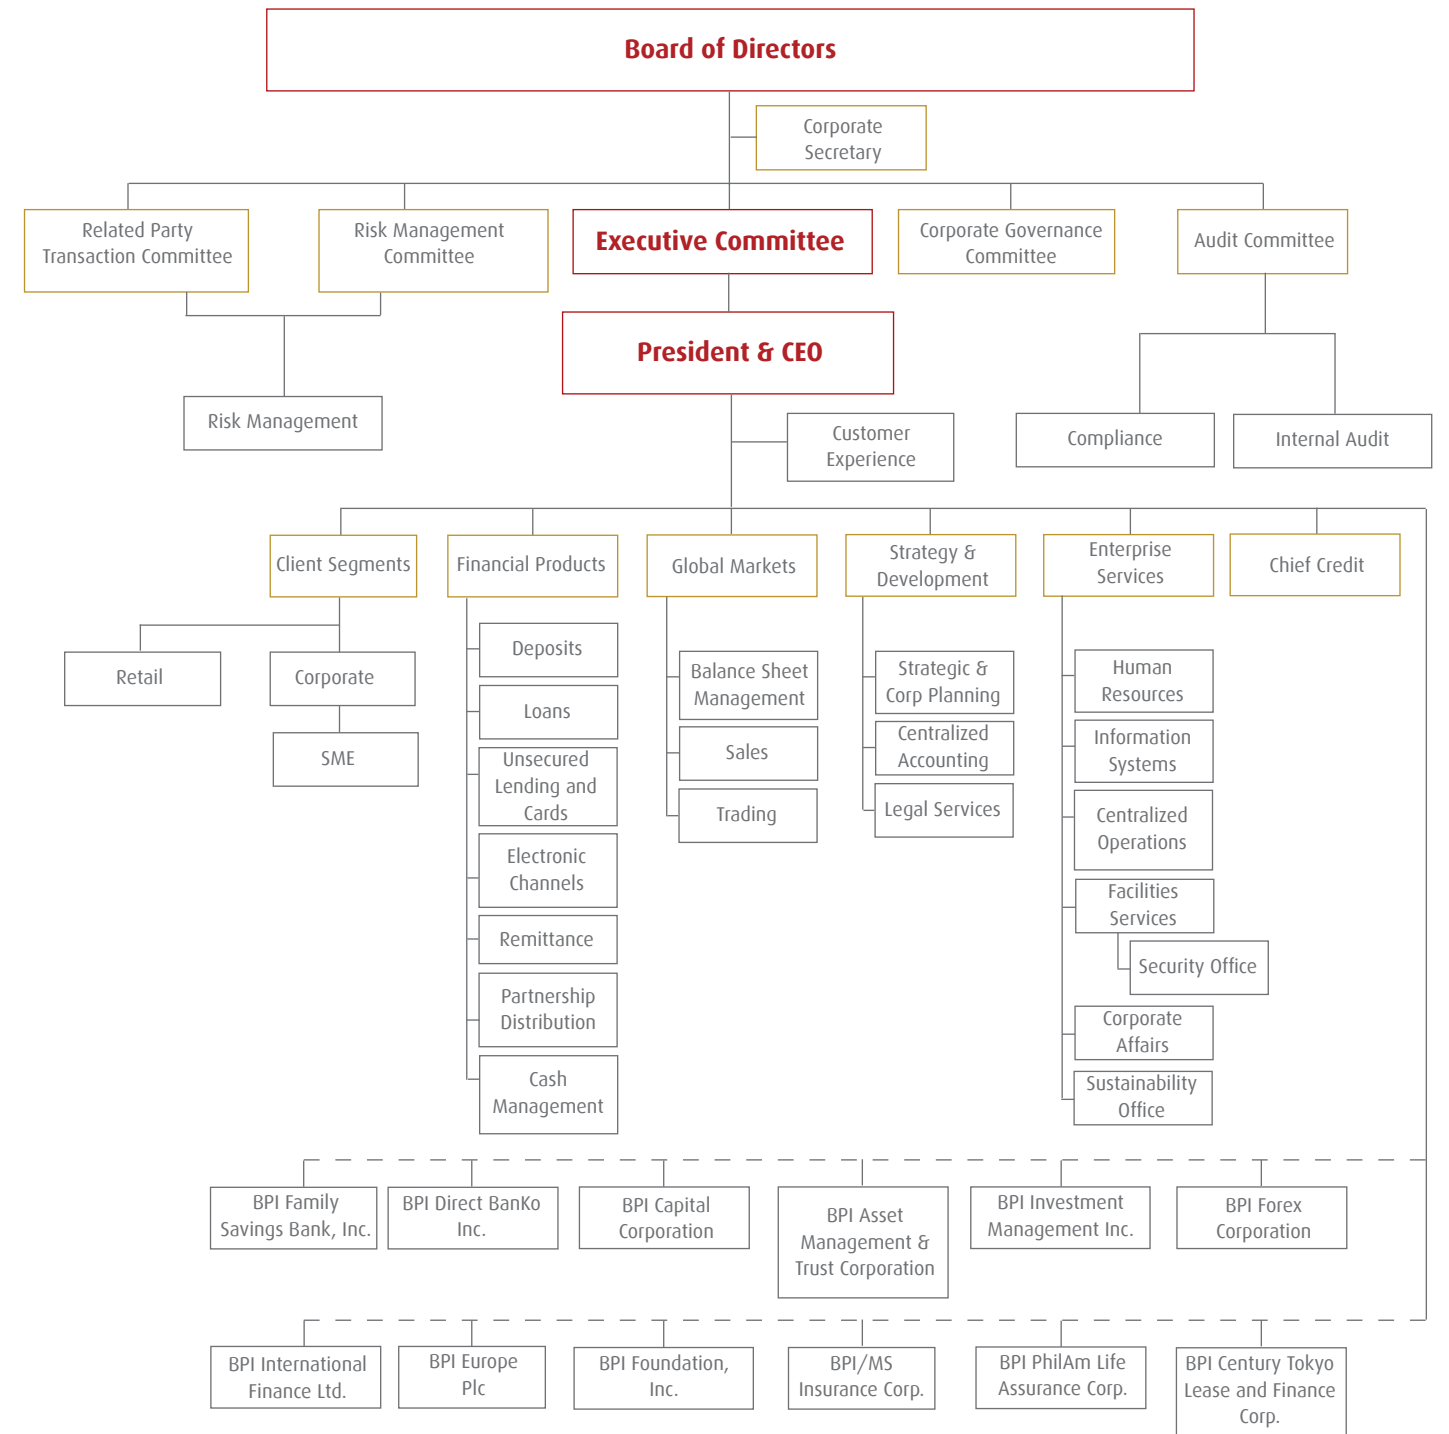 Board of Directors
Corporate
Secretary
Related Party
Transaction Committee
Risk Management
Committee
Executive Committee
Corporate Governance
Committee
Audit Committee
President & CEO
Risk Management
Customer
Experience
Compliance
Internal Audit
Client Segments
Financial Products
Global Markets
Strategy &
Development
Enterprise
Services
Chief Credit
Retail
Corporate
SME
Deposits
Loans
Unsecured
Lending and
Cards
Electronic
Channels
Remittance
Partnership
Distribution
Cash
Management
Balance Sheet
Management
Sales
Trading
Strategic &
Corp Planning
Centralized
Accounting
Legal Services
Human
Resources
Information
Systems
Centralized
Operations
Facilities
Services
Security Office
Corporate
Affairs
Sustainability
Office
BPI Family
Savings Bank, Inc.
BPI Direct BanKo
Inc.
BPI Capital
Corporation
BPI Asset
Management &
Trust Corporation
BPI Investment
Management Inc.
BPI Forex
Corporation
BPI International
Finance Ltd.
BPI Europe
Plc
BPI Foundation,
Inc.
BPI/MS
Insurance Corp.
BPI PhilAm Life
Assurance Corp.
BPI Century Tokyo
Lease and Finance
Corp.